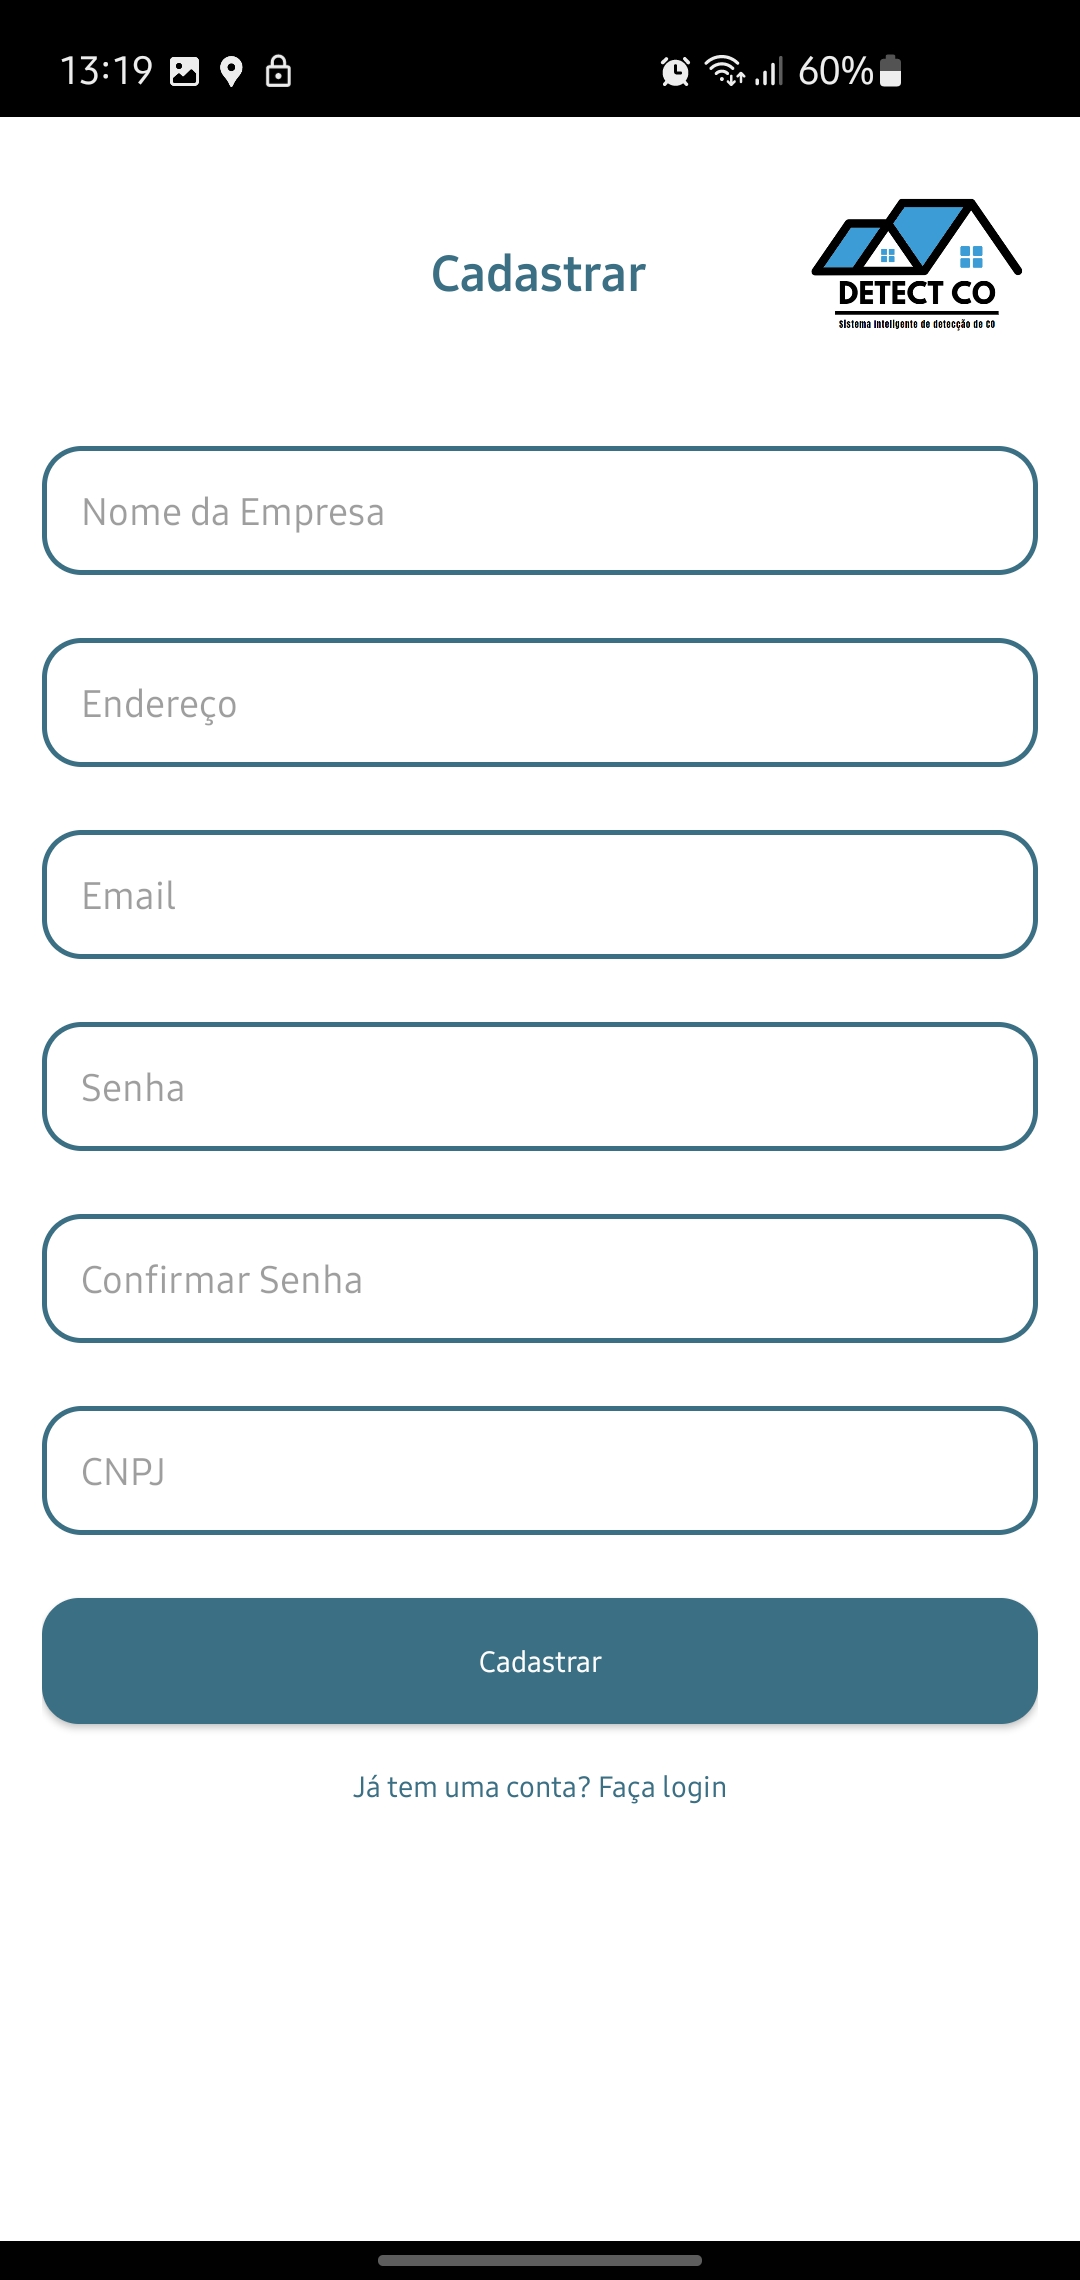 13:19
60%
Cadastrar
DETECT CO
Sistema Inteligente de detecção de CO
Nome da Empresa
Endereço
Email
Senha
Confirmar Senha
CNPJ
Cadastrar
Já tem uma conta? Faça login